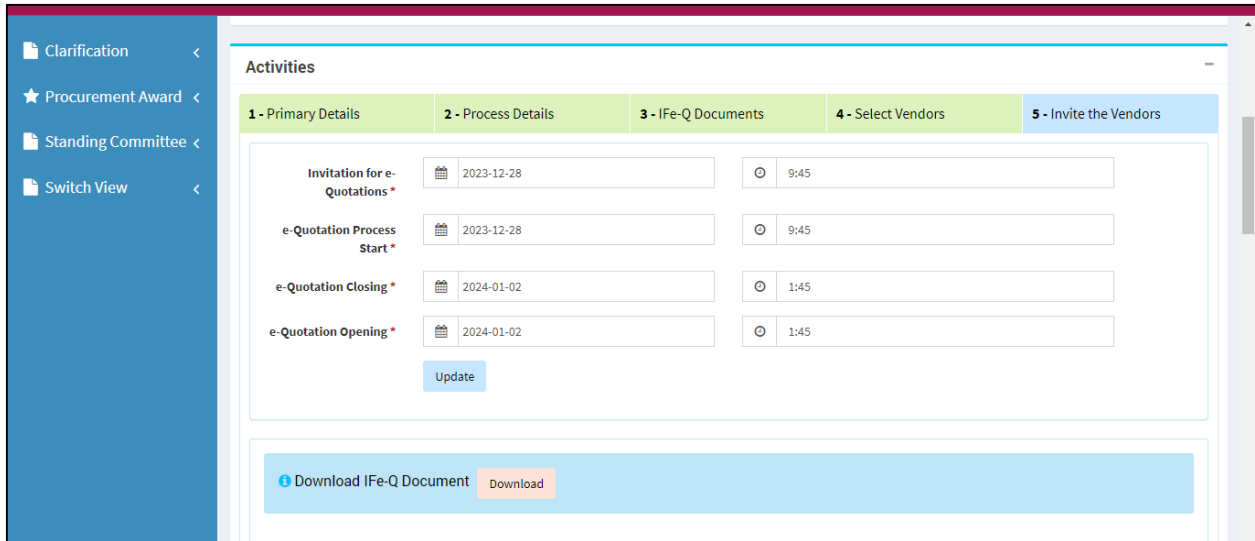 Clarification
Procurement Award
Standing Committee
Switch View
Activities
1 - Primary Details
2 - Process Details
3 - IFe-Q Documents
4 - Select Vendors
5 - Invite the Vendors
Invitation for e-
Quotations *
2023-12-28
9:45
e-Quotation Process
Start *
2023-12-28
9:45
e-Quotation Closing *
2024-01-02
1:45
e-Quotation Opening *
2024-01-02
1:45
Update
Download IFe-Q Document
Download